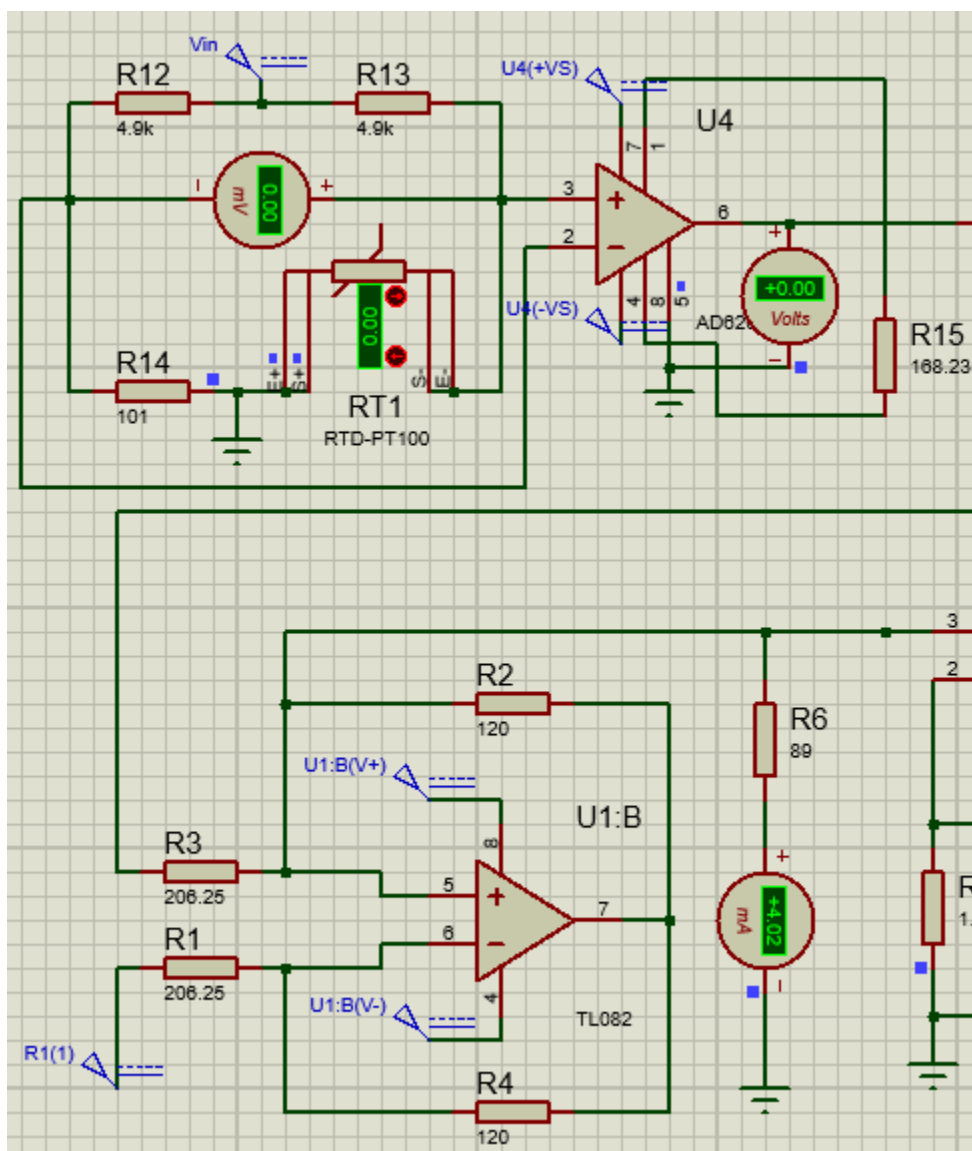 Vin
R12
4.9k
R13
4.9k
U4(+VS)
U4
7
1
-
mV
0.00
+
3
2
+
−
6
4
8
5
U4(-VS)
+
+0.00
Volts
-
R15
168.23
R14
101
E+
S+
0.00
S-
E-
RT1
RTD-PT100
3
2
R2
120
R6
89
U1:B(V+)
U1:B
8
R3
206.25
5
6
+
−
7
+
mA
+4.02
-
R1
206.25
4
U1:B(V-)
TL082
R1(1)
R4
120